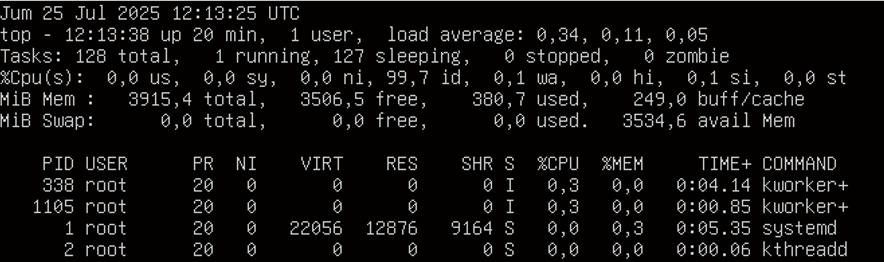 Jum 25 Jul 2025 12:13:25 UTC
top - 12:13:38 up 20 min,  1 user,  load average: 0,34, 0,11, 0,05
Tasks: 128 total,   1 running, 127 sleeping,   0 stopped,   0 zombie
%Cpu(s):  0,0 us,  0,0 sy,  0,0 ni, 99,7 id,  0,1 wa,  0,0 hi,  0,1 si,  0,0 st
MiB Mem :   3915,4 total,   3506,5 free,    380,7 used,    249,0 buff/cache
MiB Swap:      0,0 total,      0,0 free,      0,0 used.   3534,6 avail Mem
    PID USER      PR  NI    VIRT    RES    SHR S  %CPU  %MEM     TIME+ COMMAND
    338 root      20   0       0      0      0 I   0,3   0,0   0:04.14 kworker+
   1105 root      20   0       0      0      0 I   0,3   0,0   0:00.85 kworker+
      1 root      20   0   22056  12876   9164 S   0,0   0,3   0:05.35 systemd
      2 root      20   0       0      0      0 S   0,0   0,0   0:00.06 kthreadd